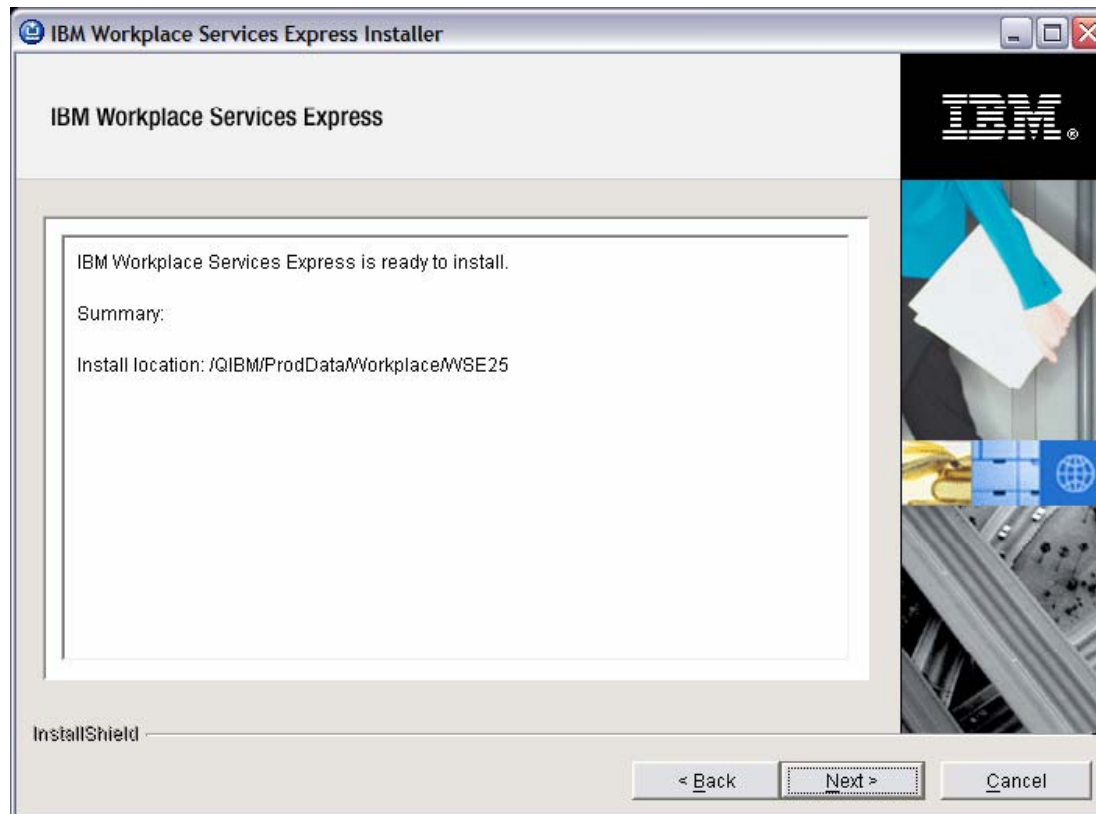 IBM Workplace Services Express Installer
IBM Workplace Services Express
IBM®
IBM Workplace Services Express is ready to install.
Summary:
Install location: /QIBM/ProdData/Workplace/WSE25
InstallShield
< Back
Next >
Cancel